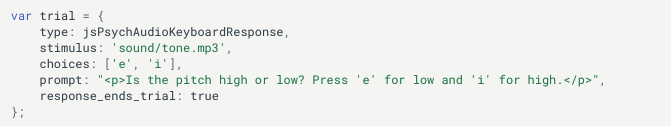 var trial = {
    type: jsPsychAudioKeyboardResponse,
    stimulus: 'sound/tone.mp3',
    choices: ['e', 'i'],
    prompt: "<p>Is the pitch high or low? Press 'e' for low and 'i' for high.</p>",
    response_ends_trial: true
};